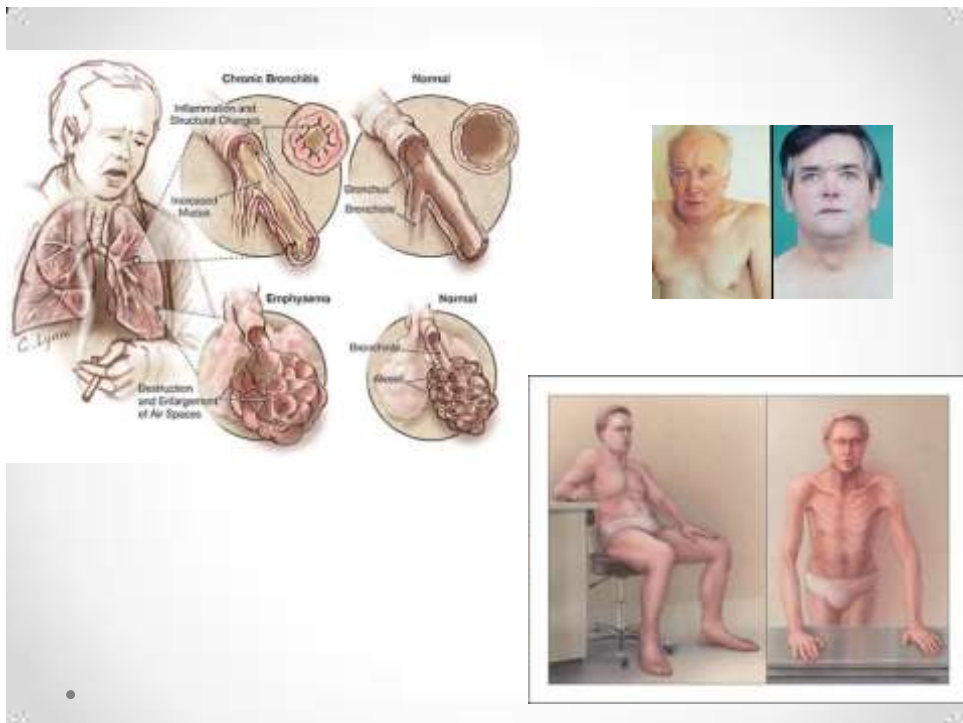 Chronic Bronchitis
Normal
Inflammation and
Structural Changes
Increased
Mucus
Bronchus
Bronchiole
Emphysema
Normal
Bronchiole
Alveoli
Destruction
and Enlargement
of Air Spaces
C. Lynn